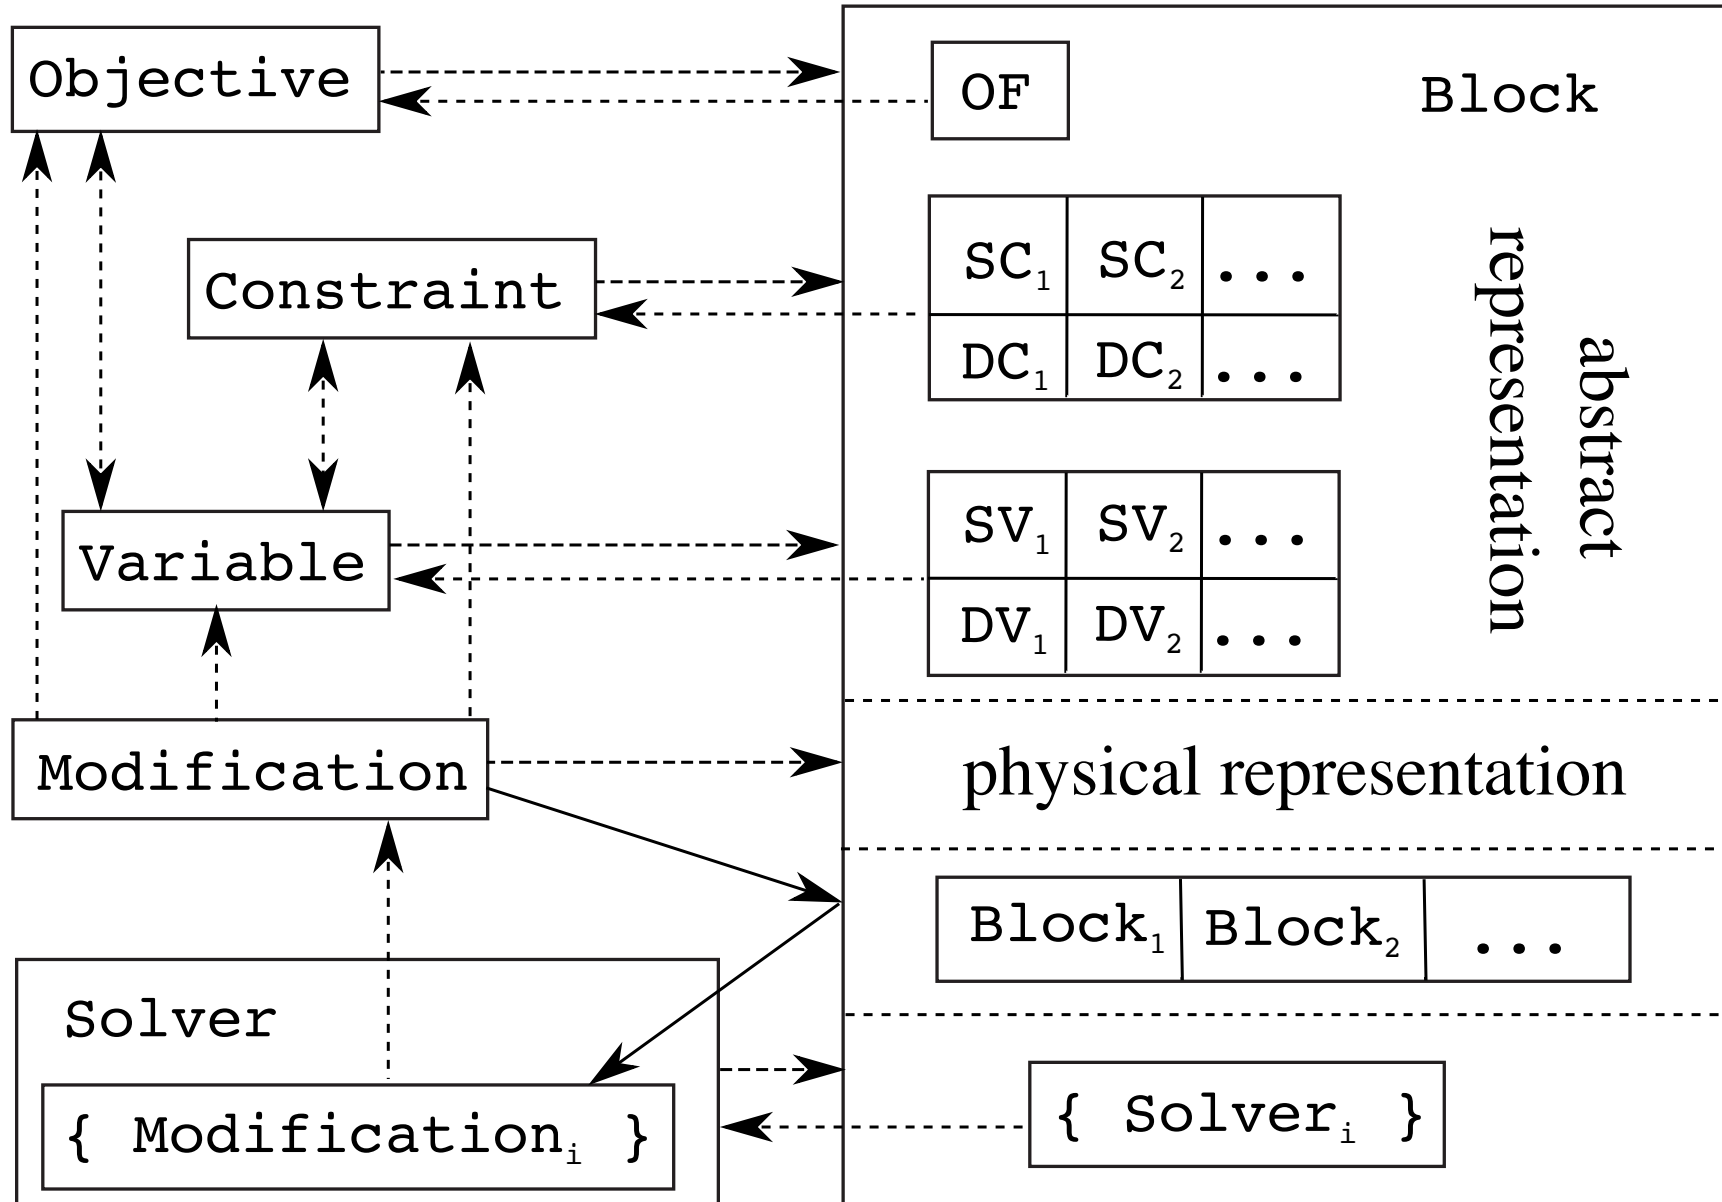 Objective
OF
Block
Constraint
SC1 SC2 ...
DC1 DC2 ...
abstract
representation
Variable
SV1 SV2 ...
DV1 DV2 ...
Modification
physical representation
Block1 Block2 ...
Solver
{ Modificationi }
{ Solveri }